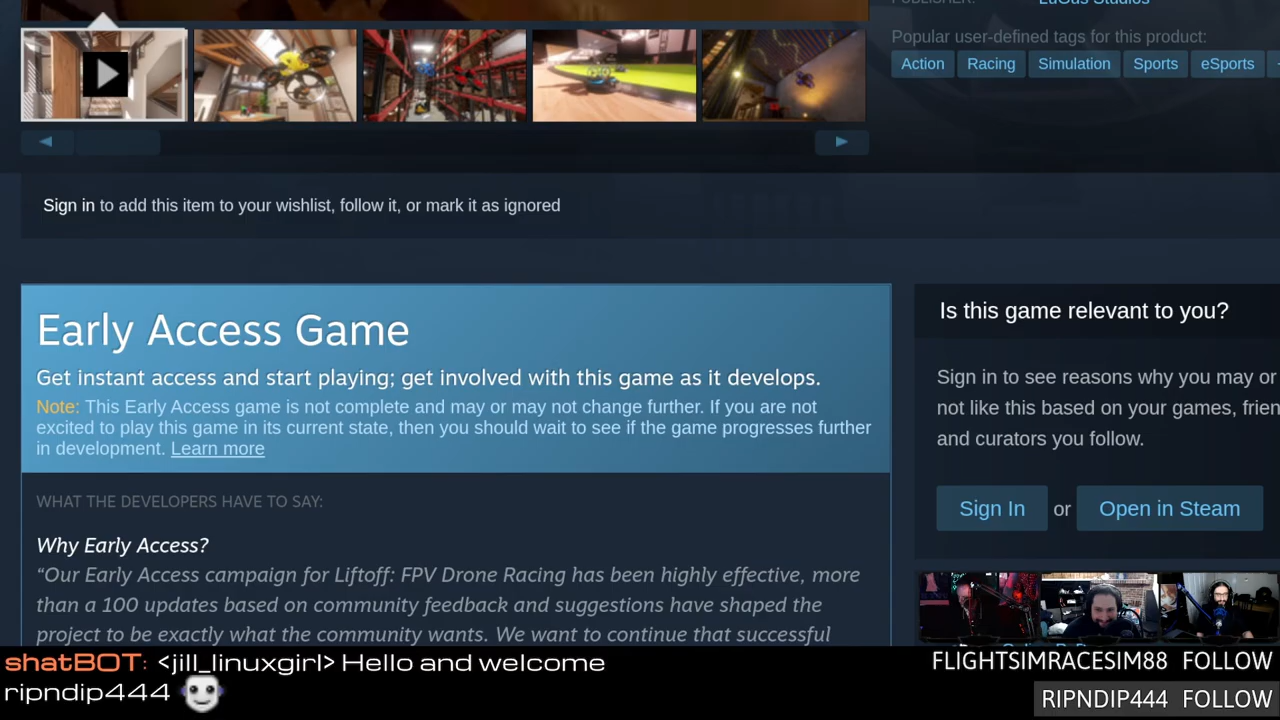 LuGus Studios
Popular user-defined tags for this product:
Action Racing Simulation Sports eSports
Sign in to add this item to your wishlist, follow it, or mark it as ignored
Early Access Game
Get instant access and start playing; get involved with this game as it develops.
Note: This Early Access game is not complete and may or may not change further. If you are not
excited to play this game in its current state, then you should wait to see if the game progresses further
in development. Learn more
WHAT THE DEVELOPERS HAVE TO SAY:
Why Early Access?
“Our Early Access campaign for Liftoff: FPV Drone Racing has been highly effective, more
than a 100 updates based on community feedback and suggestions have shaped the
project to be exactly what the community wants. We want to continue that successful
Is this game relevant to you?
Sign in to see reasons why you may or
not like this based on your games, frien
and curators you follow.
Sign In or Open in Steam
shatBOT: <jill_linuxgirl> Hello and welcome
ripndip444
FLIGHTSIMRACESIM88 FOLLOW
RIPNDIP444 FOLLOW